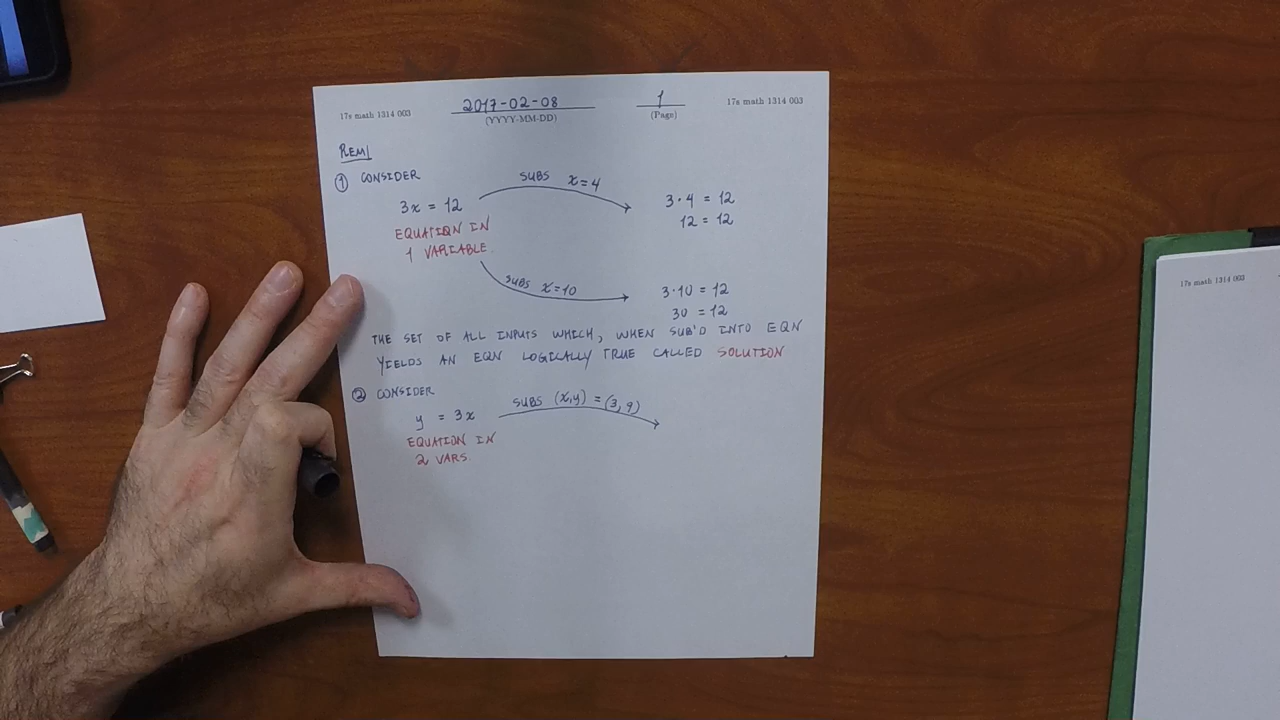 17s math 1314 003 2017-02-08 1 17s math 1314 003
(YYYY-MM-DD) (Page)
REM
① CONSIDER
SUBS x=4
3x = 12
3·4 = 12
12 = 12
EQUATION IN
1 VARIABLE
SUBS x=10
3·10 = 12
30 = 12
THE SET OF ALL INPUTS WHICH, WHEN SUB'D INTO EQN
YIELDS AN EQN LOGICALLY TRUE CALLED SOLUTION
② CONSIDER
y = 3x
SUBS (x,y) = (3, 9)
EQUATION IN
2 VARS.
17s math 1314 003